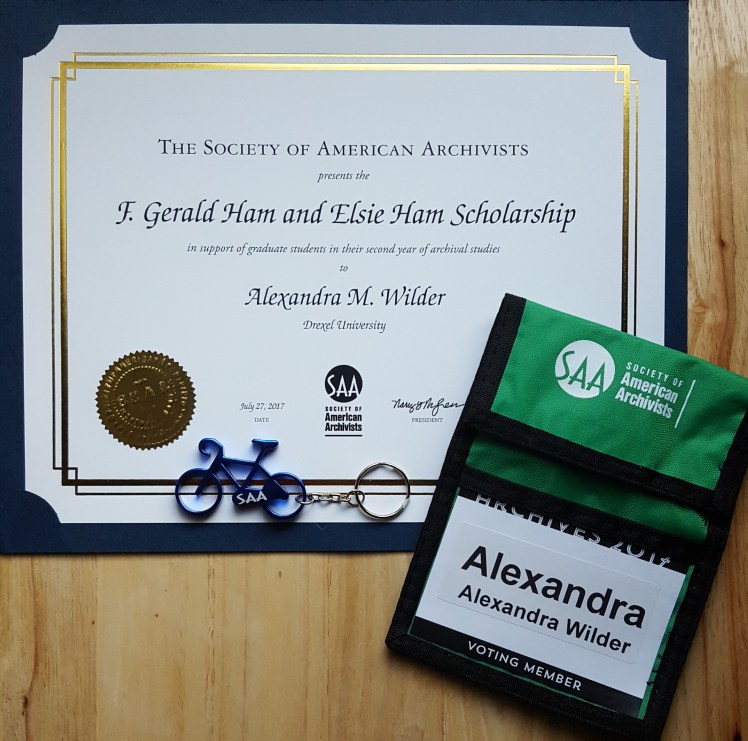 THE SOCIETY OF AMERICAN ARCHIVISTS
presents the
F. Gerald Ham and Elsie Ham Scholarship
in support of graduate students in their second year of archival studies
to
Alexandra M. Wilder
Drexel University
July 27, 2017
DATE
SAA
SOCIETY OF
American
Archivists
PRESIDENT
SAA
SAA
SOCIETY OF
American
Archivists
ARCHIVES 2017
Alexandra
Alexandra Wilder
VOTING MEMBER